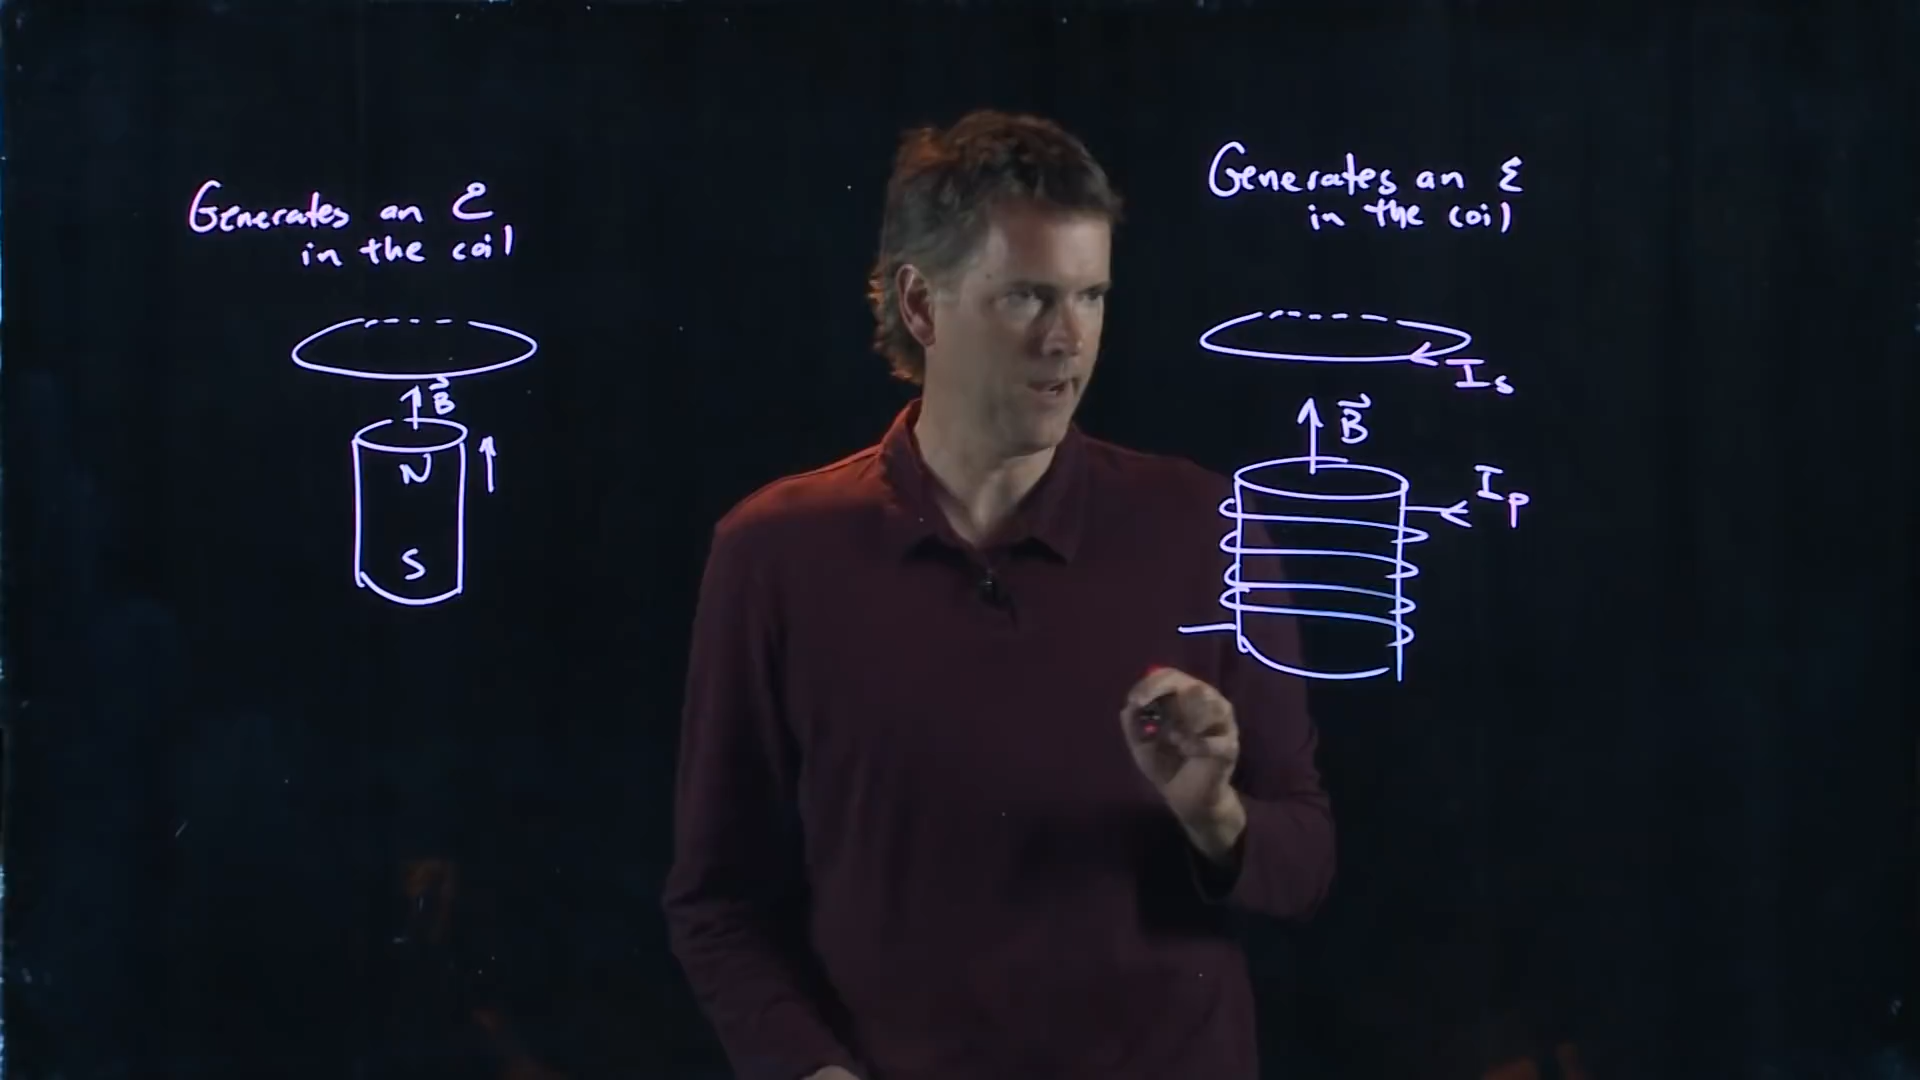 Generates an ℰ
in the coil
B⃗
N
S
Generates an ℰ
in the coil
Is
B⃗
Ip